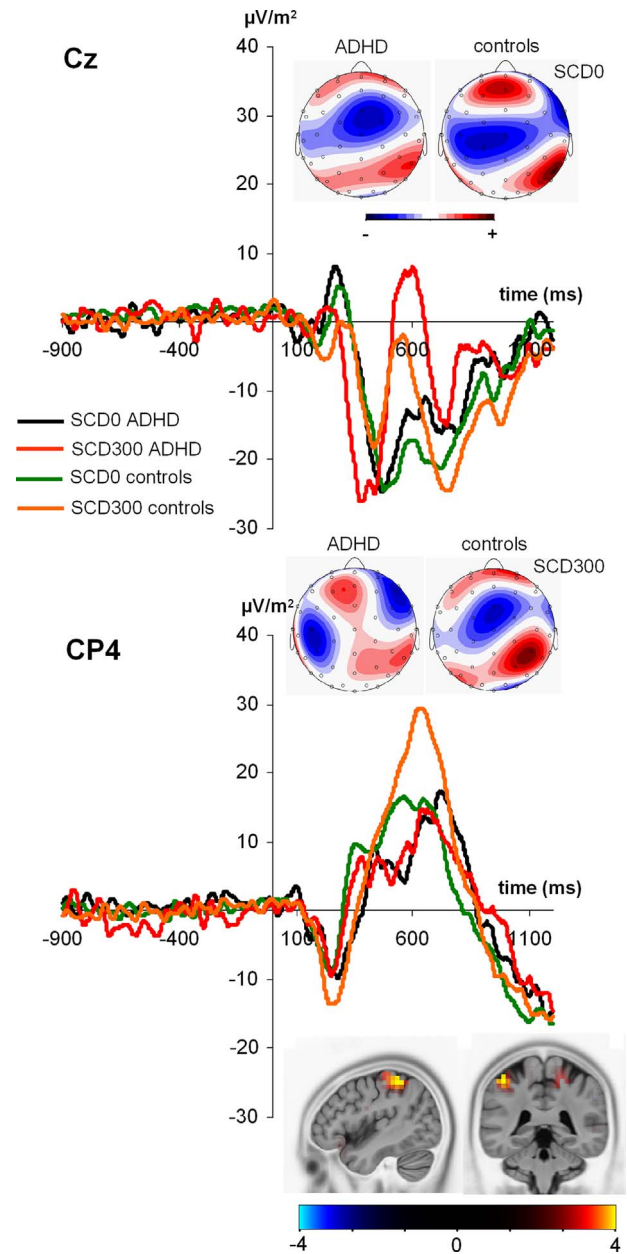 µV/m²
40
Cz
ADHD controls
SCD0
30
20
- +
10
time (ms)
-900 -400 100 600 1100
-10
SCD0 ADHD
SCD300 ADHD
SCD0 controls
SCD300 controls
-20
-30
ADHD controls
SCD300
µV/m²
40
CP4
30
20
10
time (ms)
-900 -400 100 600 1100
-10
-20
-30
-4 0 4